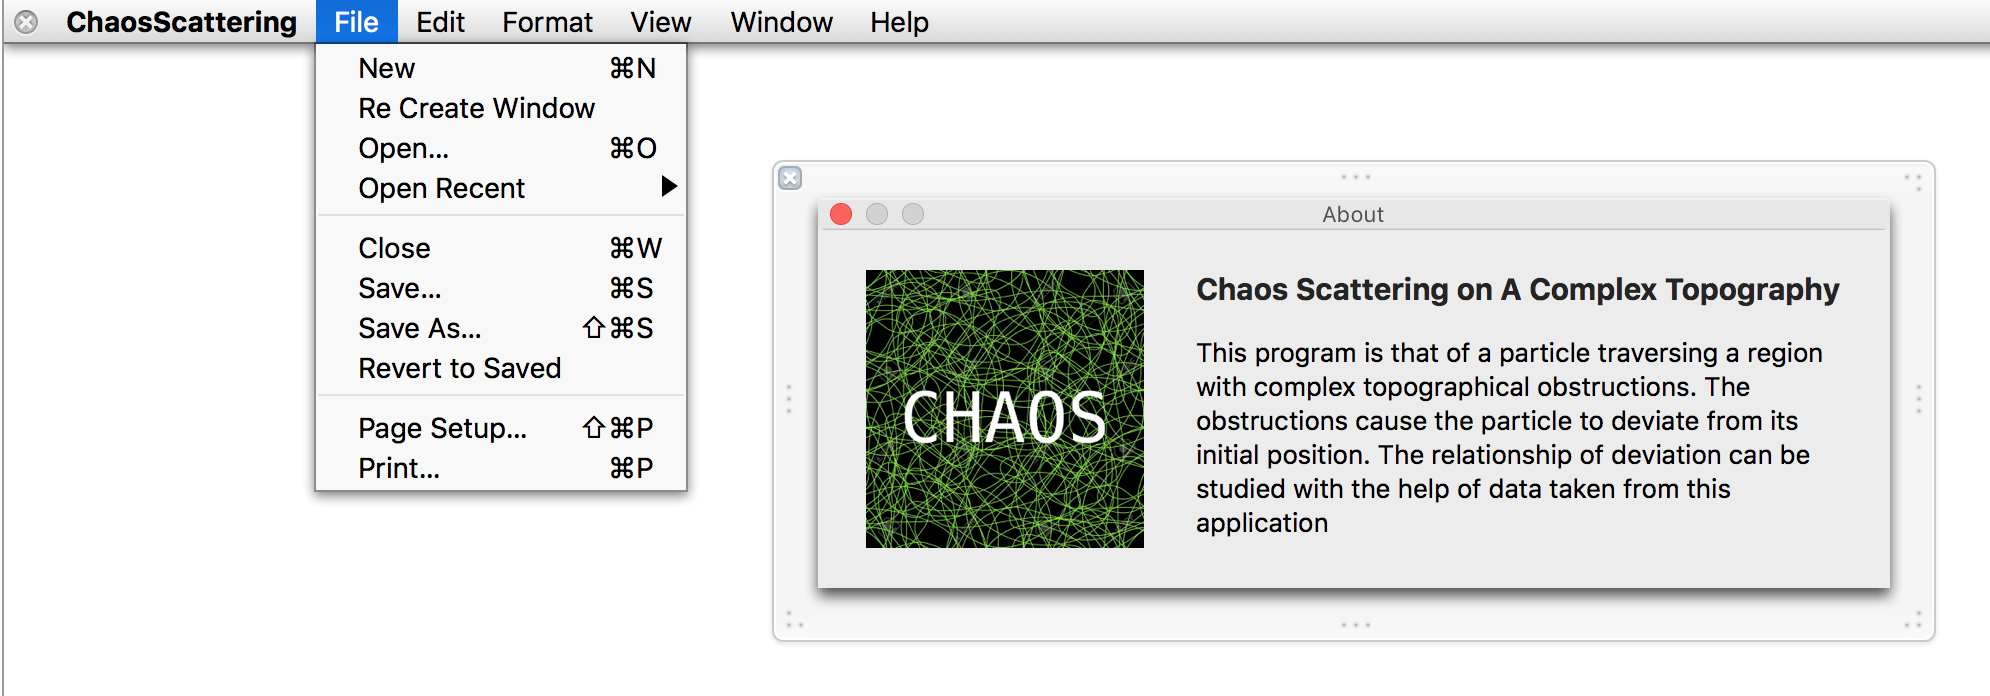 ChaosScattering File Edit Format View Window Help
New ⌘N
Re Create Window
Open... ⌘O
Open Recent ▶
Close ⌘W
Save... ⌘S
Save As... ⇧⌘S
Revert to Saved
Page Setup... ⇧⌘P
Print... ⌘P
About
CHAOS
Chaos Scattering on A Complex Topography
This program is that of a particle traversing a region
with complex topographical obstructions. The
obstructions cause the particle to deviate from its
initial position. The relationship of deviation can be
studied with the help of data taken from this
application